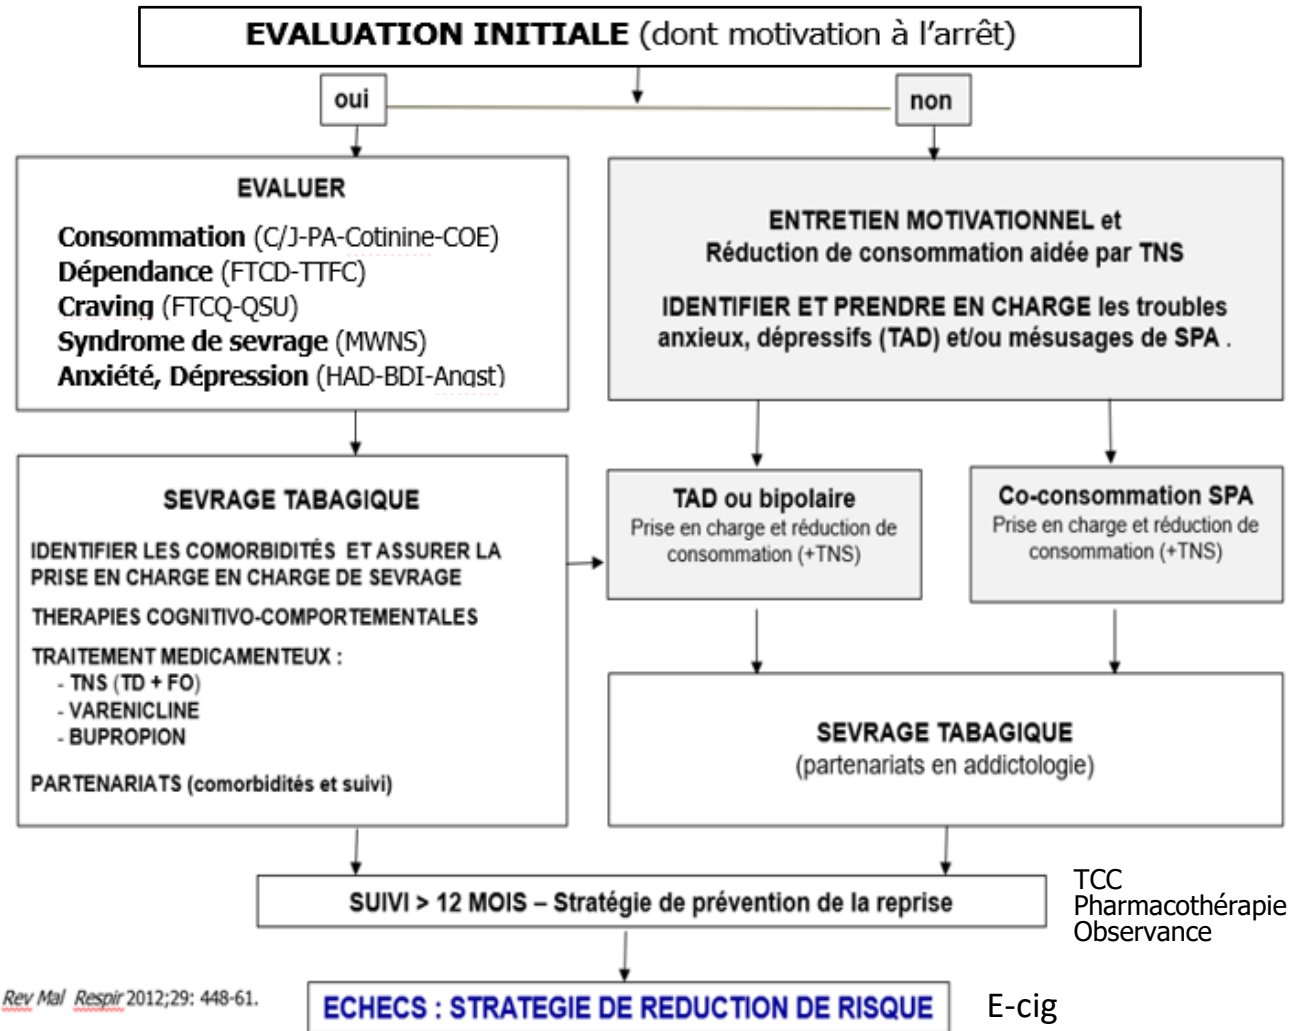 EVALUATION INITIALE (dont motivation à l'arrêt)
oui
non
EVALUER
Consommation (C/J-PA-Cotinine-COE)
Dépendance (FTCD-TTFC)
Craving (FTCQ-QSU)
Syndrome de sevrage (MWNS)
Anxiété, Dépression (HAD-BDI-Angst)
ENTRETIEN MOTIVATIONNEL et
Réduction de consommation aidée par TNS
IDENTIFIER ET PRENDRE EN CHARGE les troubles
anxieux, dépressifs (TAD) et/ou mésusages de SPA .
SEVRAGE TABAGIQUE
IDENTIFIER LES COMORBIDITÉS ET ASSURER LA
PRISE EN CHARGE EN CHARGE DE SEVRAGE
THERAPIES COGNITIVO-COMPORTEMENTALES
TRAITEMENT MEDICAMENTEUX :
- TNS (TD + FO)
- VARENICLINE
- BUPROPION
PARTENARIATS (comorbidités et suivi)
TAD ou bipolaire
Prise en charge et réduction de
consommation (+TNS)
Co-consommation SPA
Prise en charge et réduction de
consommation (+TNS)
SEVRAGE TABAGIQUE
(partenariats en addictologie)
SUIVI > 12 MOIS – Stratégie de prévention de la reprise
TCC
Pharmacothérapie
Observance
Rev Mal Respir 2012;29: 448-61.
ECHECS : STRATEGIE DE REDUCTION DE RISQUE
E-cig